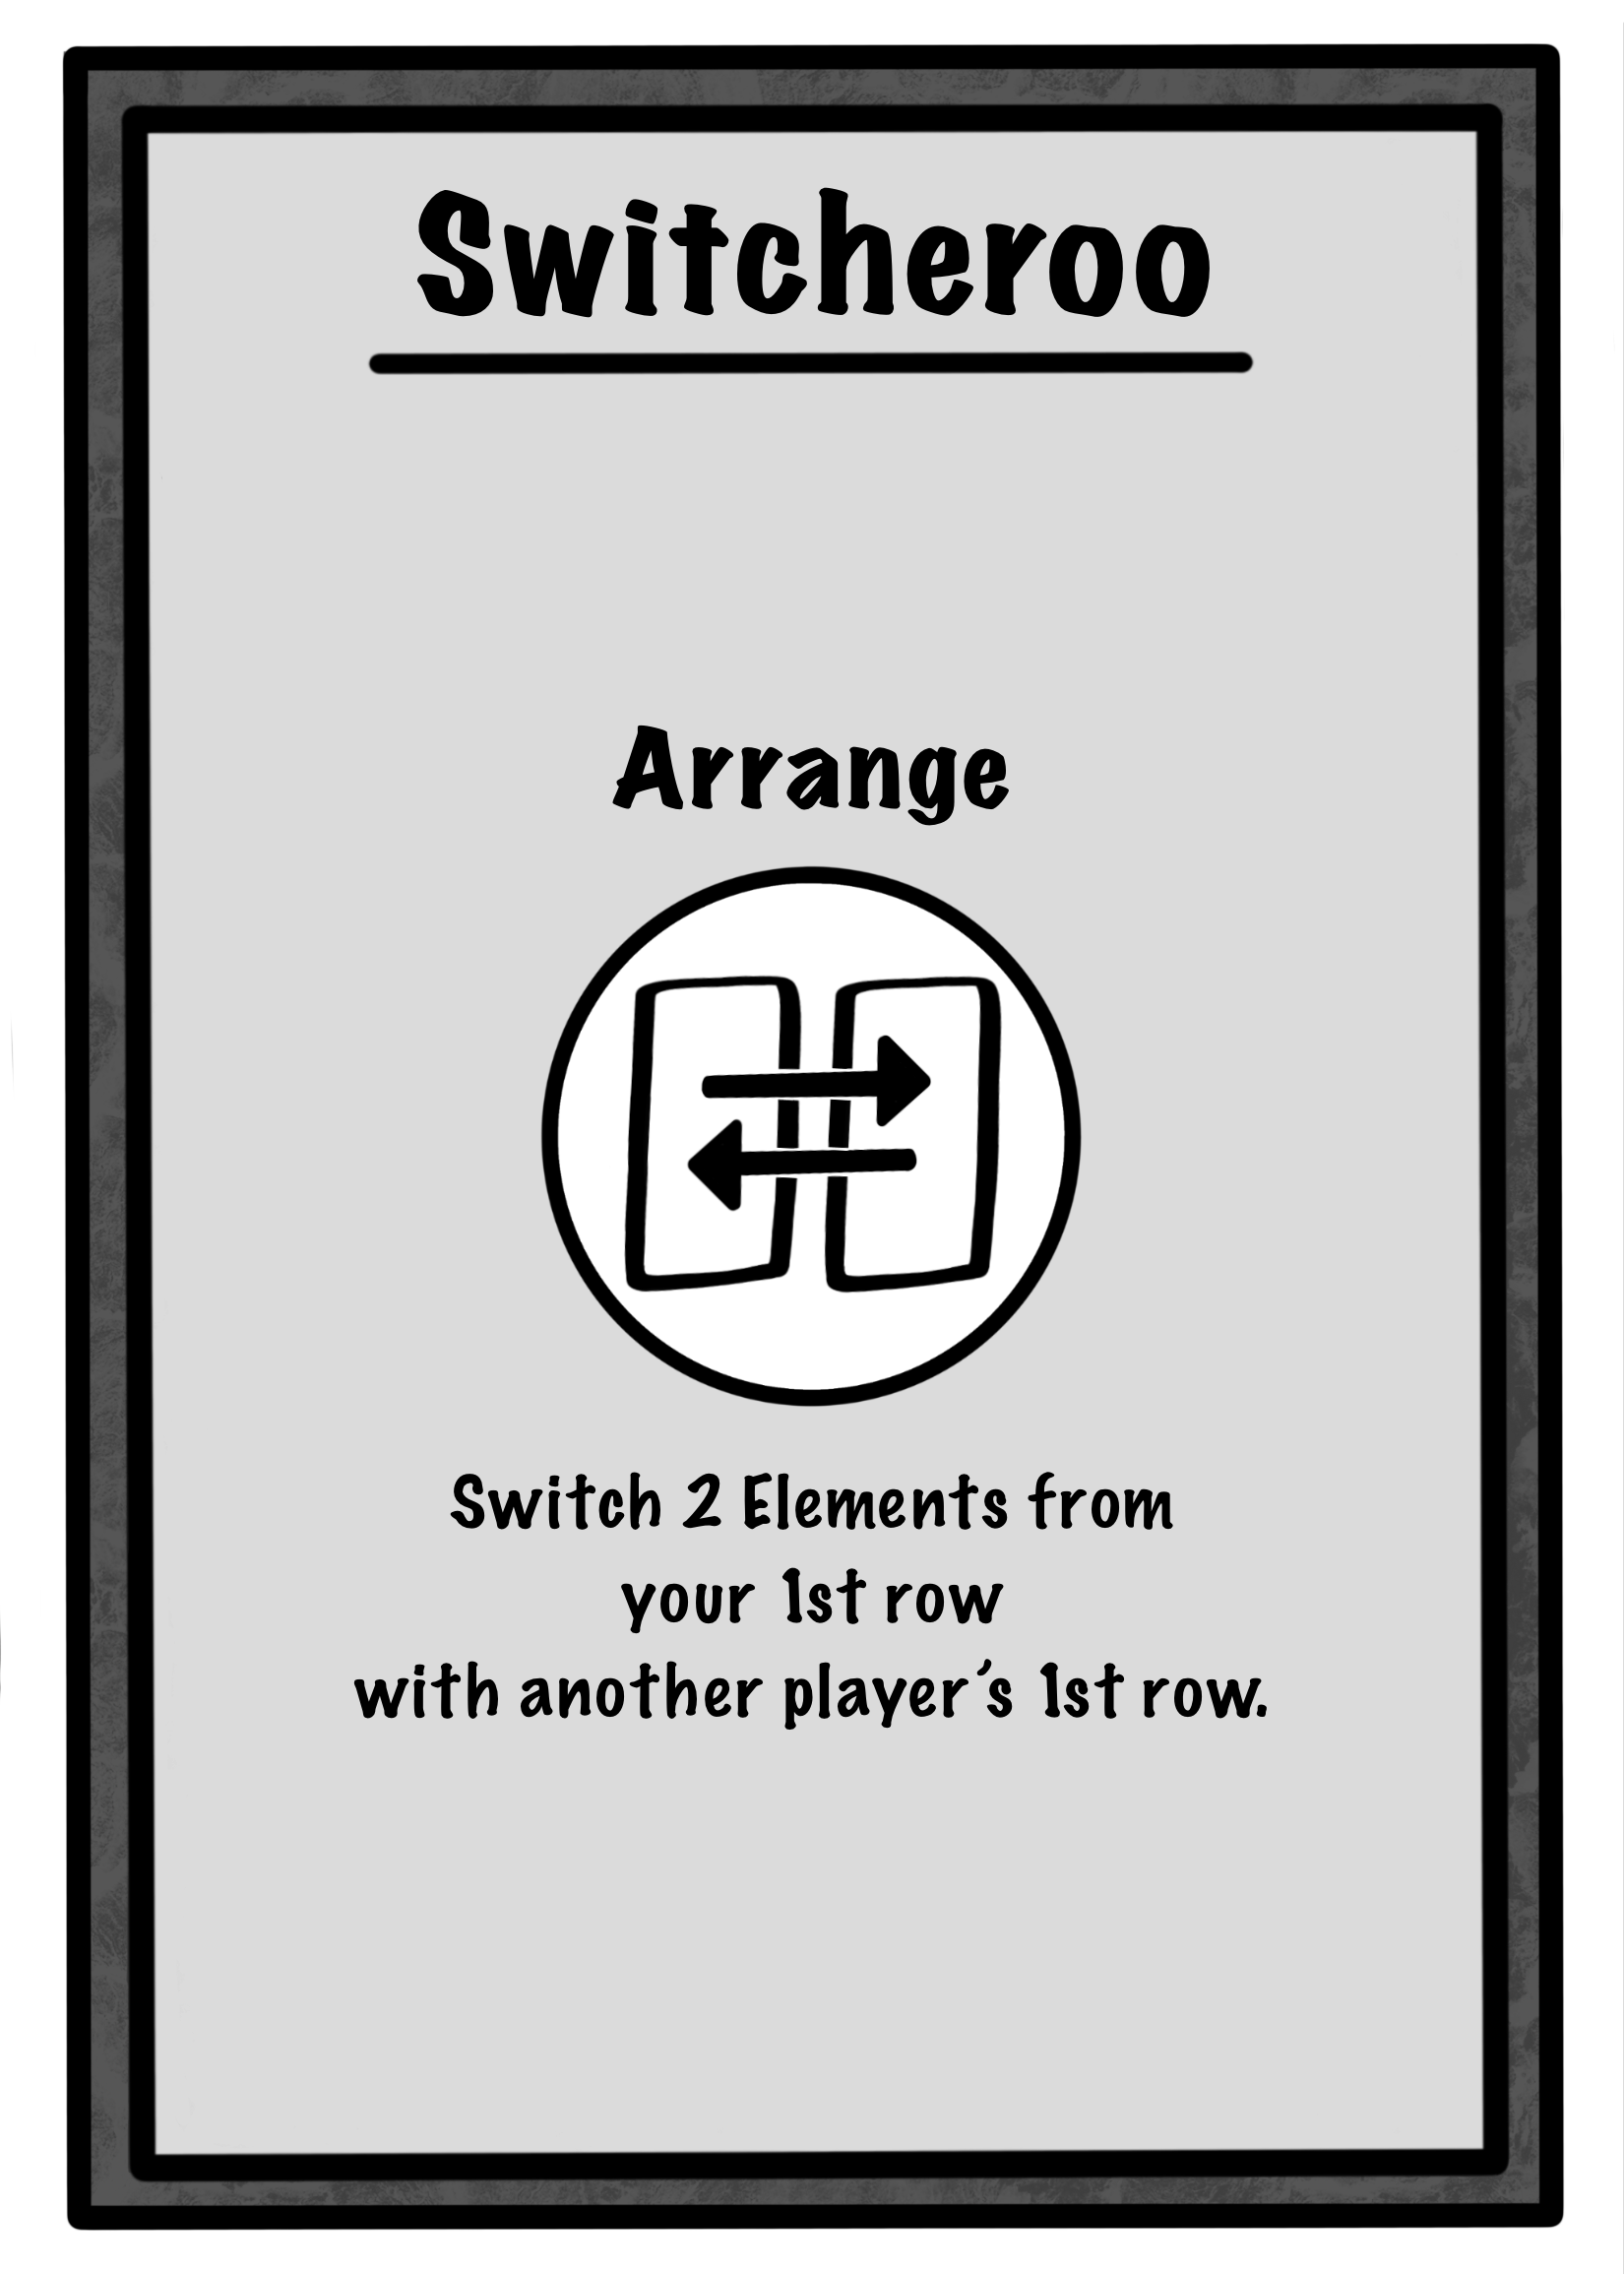 Switcheroo
Arrange
Switch 2 Elements from
your 1st row
with another player’s 1st row.